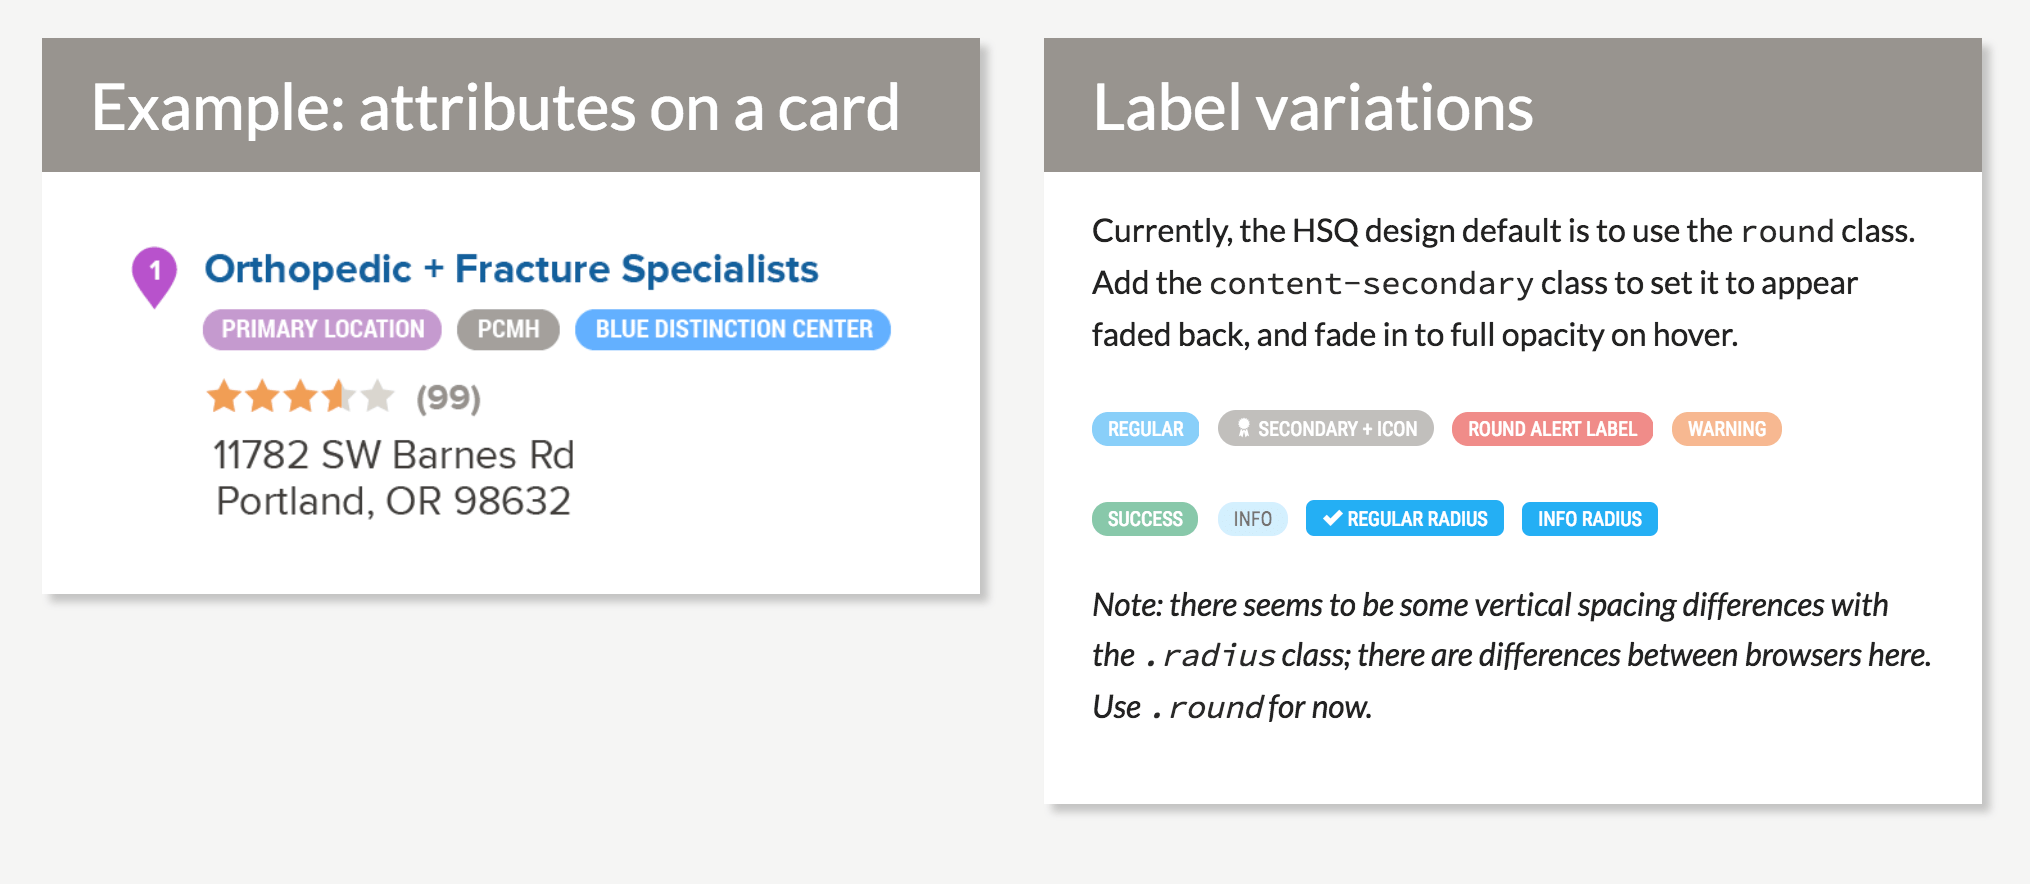 Example: attributes on a card
1
Orthopedic + Fracture Specialists
PRIMARY LOCATION PCMH BLUE DISTINCTION CENTER
(99)
11782 SW Barnes Rd
Portland, OR 98632
Label variations
Currently, the HSQ design default is to use the round class.
Add the content-secondary class to set it to appear
faded back, and fade in to full opacity on hover.
REGULAR SECONDARY + ICON ROUND ALERT LABEL WARNING
SUCCESS INFO REGULAR RADIUS INFO RADIUS
Note: there seems to be some vertical spacing differences with
the .radius class; there are differences between browsers here.
Use .round for now.